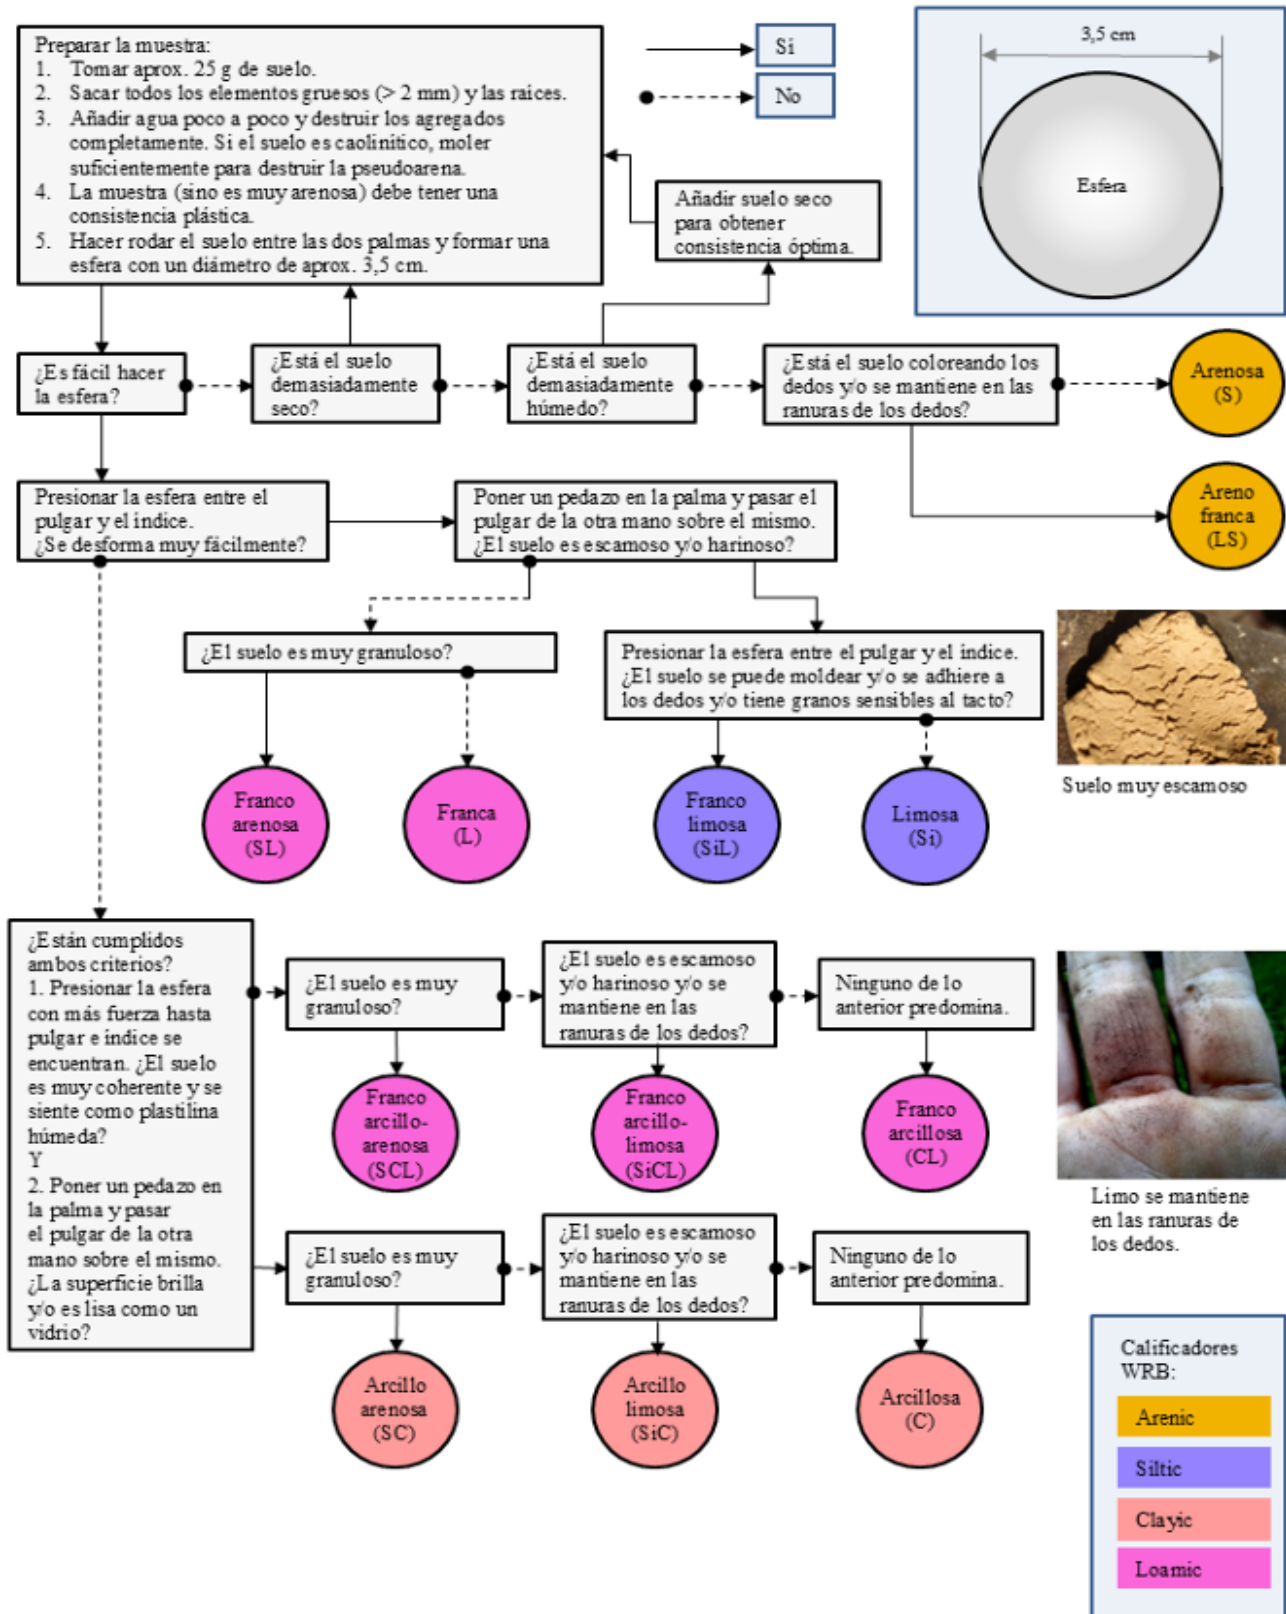 Preparar la muestra:
1. Tomar aprox. 25 g de suelo.
2. Sacar todos los elementos gruesos (> 2 mm) y las raices.
3. Añadir agua poco a poco y destruir los agregados
completamente. Si el suelo es caolinítico, moler
suficientemente para destruir la pseudoarena.
4. La muestra (sino es muy arenosa) debe tener una
consistencia plástica.
5. Hacer rodar el suelo entre las dos palmas y formar una
esfera con un diámetro de aprox. 3,5 cm.
Si
No
3,5 cm
Esfera
Añadir suelo seco
para obtener
consistencia óptima.
¿Es fácil hacer
la esfera?
¿Está el suelo
demasiadamente
seco?
¿Está el suelo
demasiadamente
húmedo?
¿Está el suelo coloreando los
dedos y/o se mantiene en las
ranuras de los dedos?
Arenosa
(S)
Areno
franca
(LS)
Presionar la esfera entre el
pulgar y el índice.
¿Se desforma muy fácilmente?
Poner un pedazo en la palma y pasar el
pulgar de la otra mano sobre el mismo.
¿El suelo es escamoso y/o harinoso?
¿El suelo es muy granuloso?
Presionar la esfera entre el pulgar y el índice.
¿El suelo se puede moldear y/o se adhiere a
los dedos y/o tiene granos sensibles al tacto?
Suelo muy escamoso
Franco
arenosa
(SL)
Franca
(L)
Franco
limosa
(SiL)
Limosa
(Si)
¿Están cumplidos
ambos criterios?
1. Presionar la esfera
con más fuerza hasta
pulgar e índice se
encuentran. ¿El suelo
es muy coherente y se
siente como plastilina
húmeda?
Y
2. Poner un pedazo en
la palma y pasar
el pulgar de la otra
mano sobre el mismo.
¿La superficie brilla
y/o es lisa como un
vidrio?
¿El suelo es muy
granuloso?
¿El suelo es escamoso
y/o harinoso y/o se
mantiene en las
ranuras de los dedos?
Ninguno de lo
anterior predomina.
Franco
arcillo-
arenosa
(SCL)
Franco
arcillo-
limosa
(SiCL)
Franco
arcillosa
(CL)
Limo se mantiene
en las ranuras de
los dedos.
¿El suelo es muy
granuloso?
¿El suelo es escamoso
y/o harinoso y/o se
mantiene en las
ranuras de los dedos?
Ninguno de lo
anterior predomina.
Arcillo
arenosa
(SC)
Arcillo
limosa
(SiC)
Arcillosa
(C)
Calificadores
WRB:
Arenic
Siltic
Clayic
Loamic